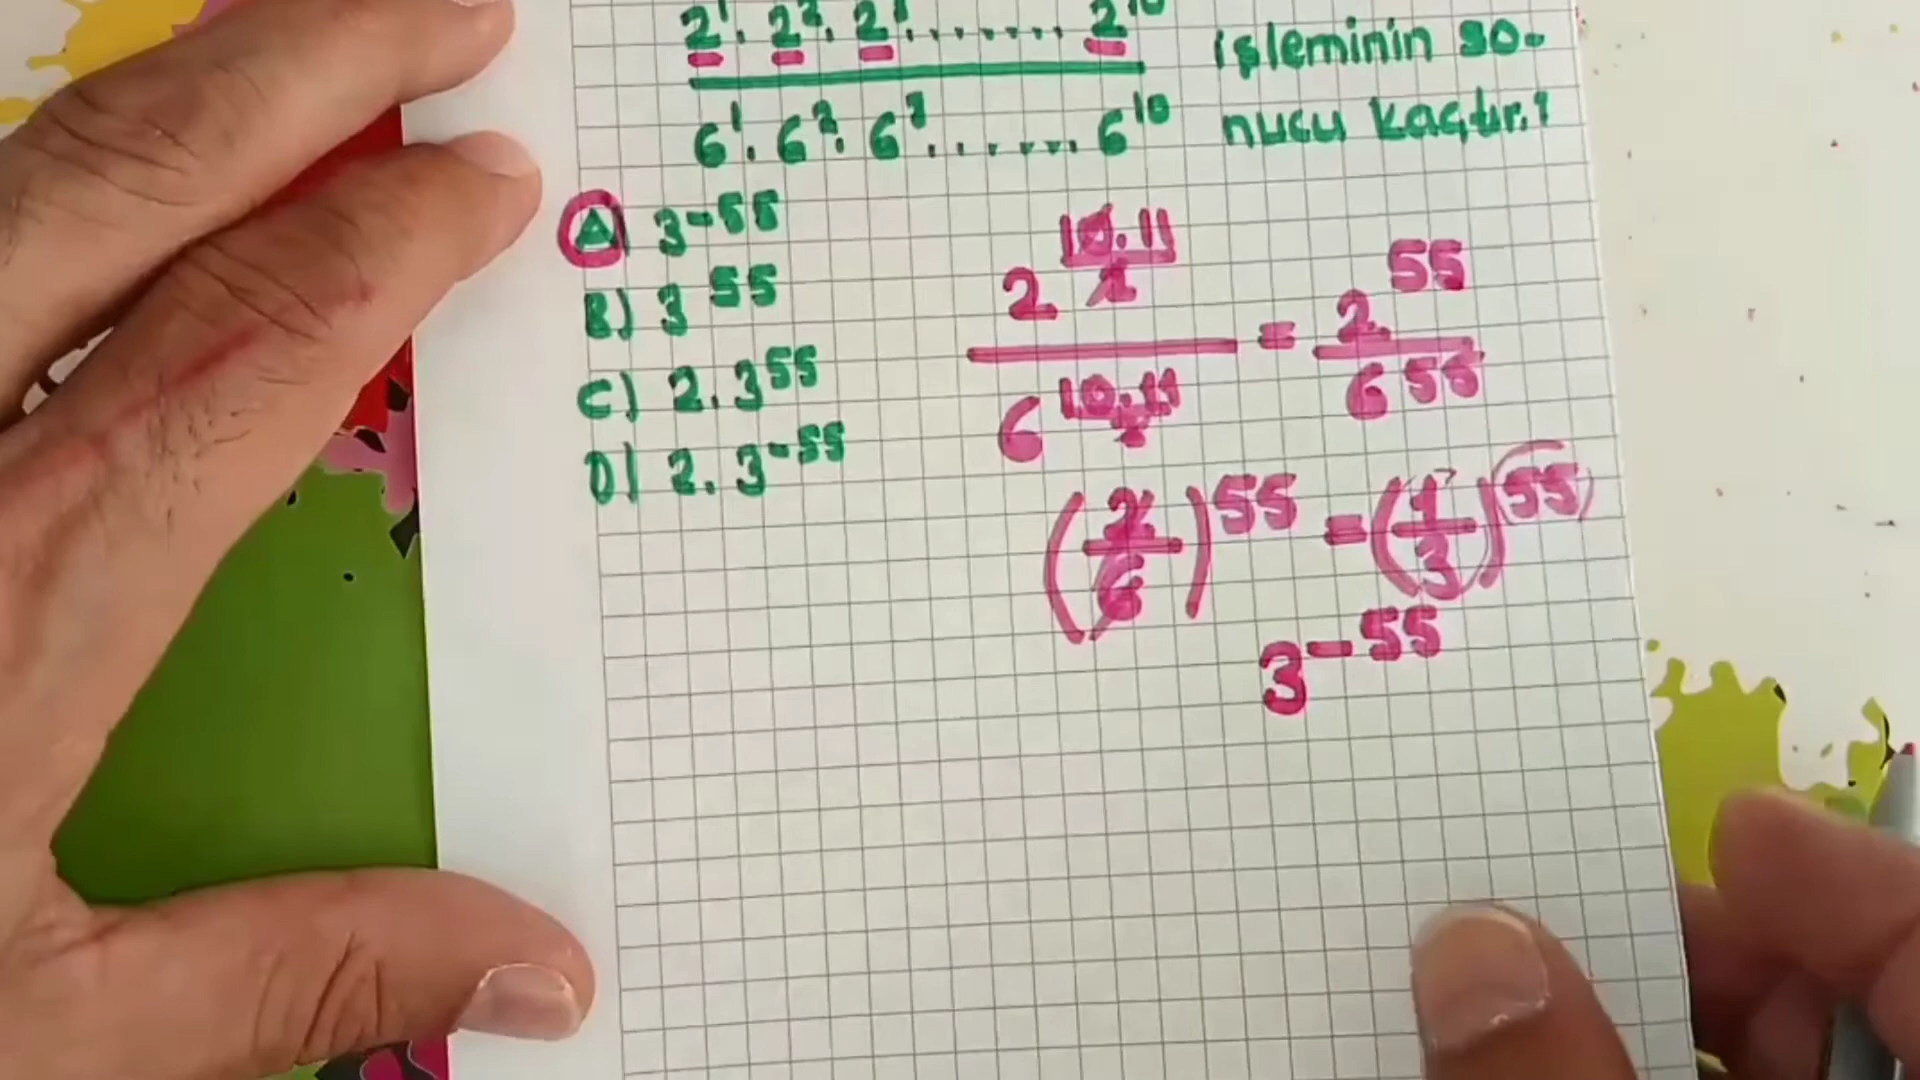 2¹ . 2² . 2³ ....... 2¹⁰
işleminin so-
6¹ . 6² . 6³ ....... 6¹⁰
nucu kaçtır?
A) 3⁻⁵⁵
B) 3⁵⁵
C) 2.3⁵⁵
D) 2.3⁻⁵⁵
2^(10.11/2) / 6^(10.11/2) = 2⁵⁵ / 6⁵⁵
(2/6)⁵⁵ = (1/3)⁵⁵
3⁻⁵⁵